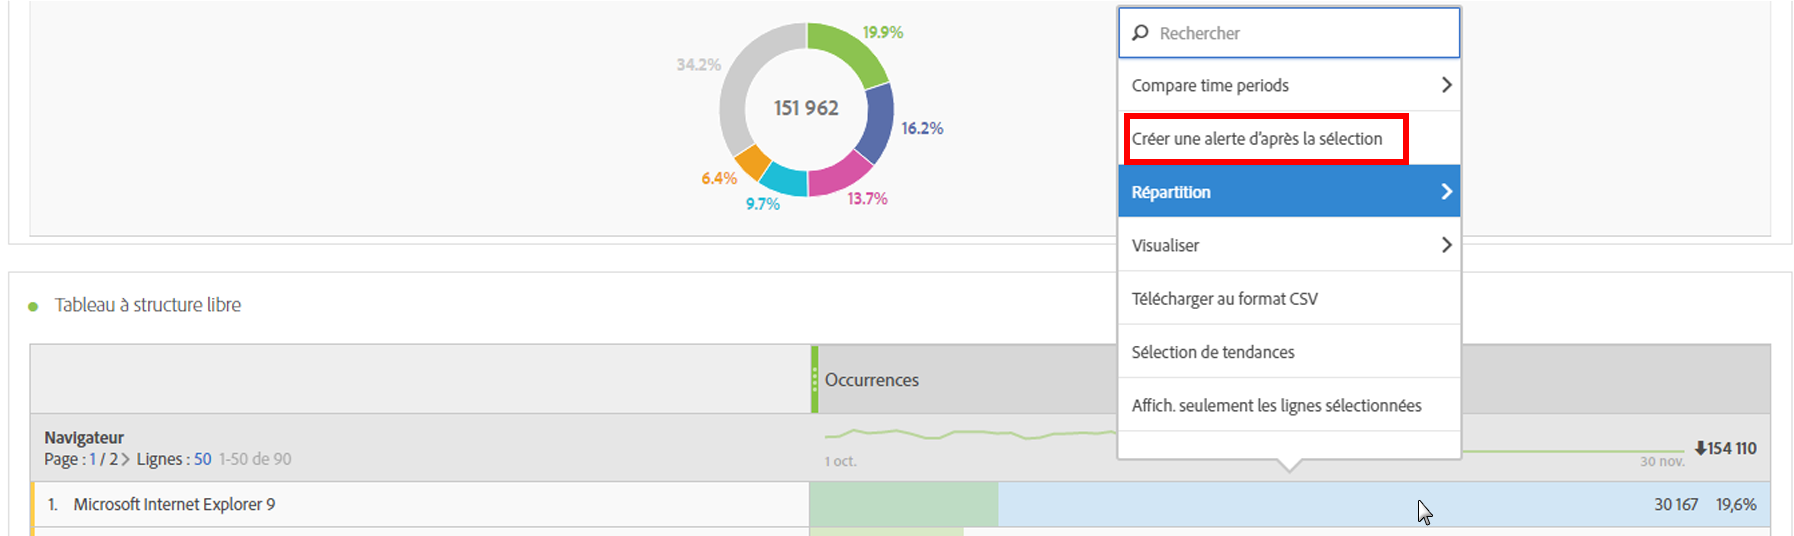 19.9%
34.2%
151 962
16.2%
6.4%
9.7%
13.7%
Rechercher
Compare time periods
Créer une alerte d'après la sélection
Répartition
Visualiser
Télécharger au format CSV
Sélection de tendances
Affich. seulement les lignes sélectionnées
Tableau à structure libre
Occurrences
Navigateur
Page : 1 / 2 > Lignes : 50 1-50 de 90
1 oct.
30 nov.
154 110
1. Microsoft Internet Explorer 9
30 167 19,6%